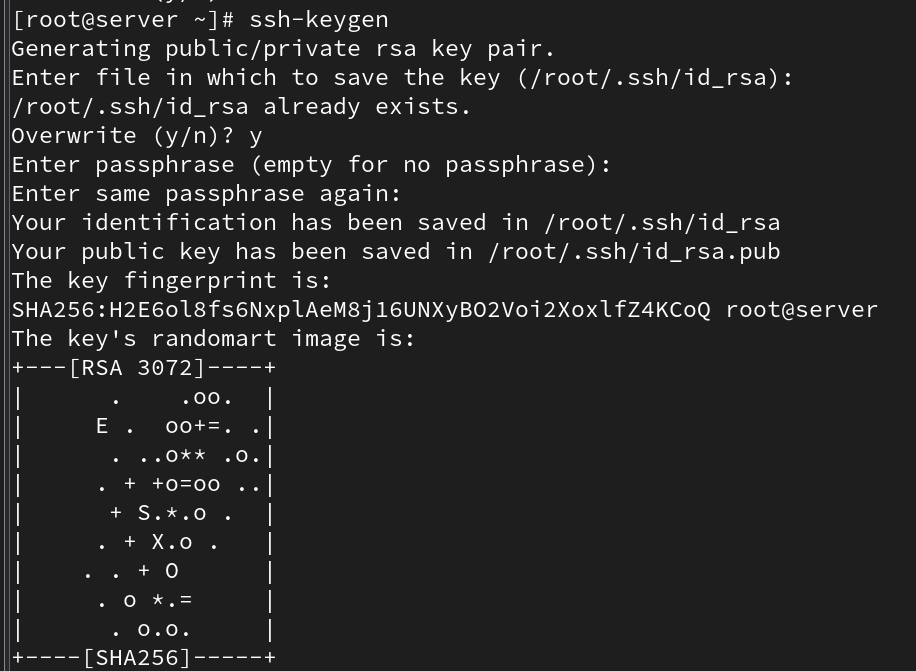 [root@server ~]# ssh-keygen
Generating public/private rsa key pair.
Enter file in which to save the key (/root/.ssh/id_rsa):
/root/.ssh/id_rsa already exists.
Overwrite (y/n)? y
Enter passphrase (empty for no passphrase):
Enter same passphrase again:
Your identification has been saved in /root/.ssh/id_rsa
Your public key has been saved in /root/.ssh/id_rsa.pub
The key fingerprint is:
SHA256:H2E6ol8fs6NxplAeM8j16UNXyBO2Voi2XoxlfZ4KCoQ root@server
The key's randomart image is:
+---[RSA 3072]----+
|      .    .oo.  |
|     E .  oo+=. .|
|      . ..o** .o.|
|     . + +o=oo ..|
|      + S.*.o .  |
|     . + X.o .   |
|    . . + O      |
|     . o *.=     |
|      . o.o.     |
+----[SHA256]-----+